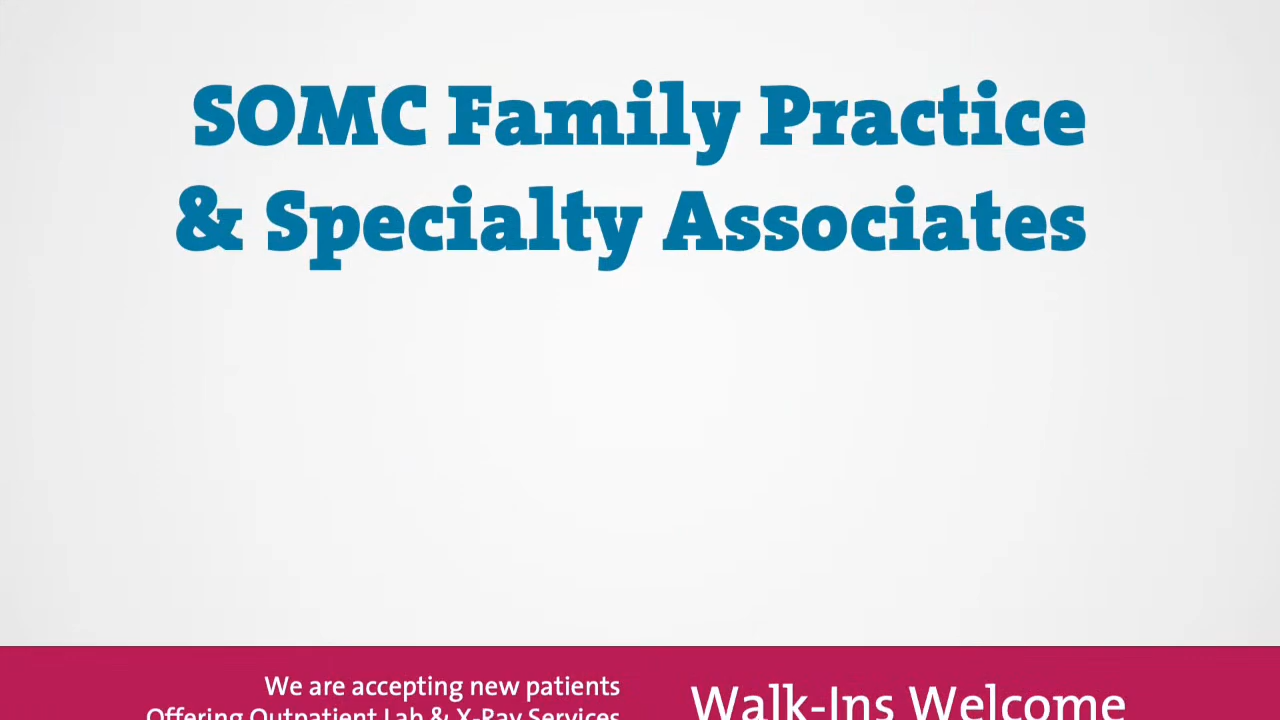 SOMC Family Practice
& Specialty Associates
We are accepting new patients
Offering Outpatient Lab & X-Ray Services
Walk-Ins Welcome